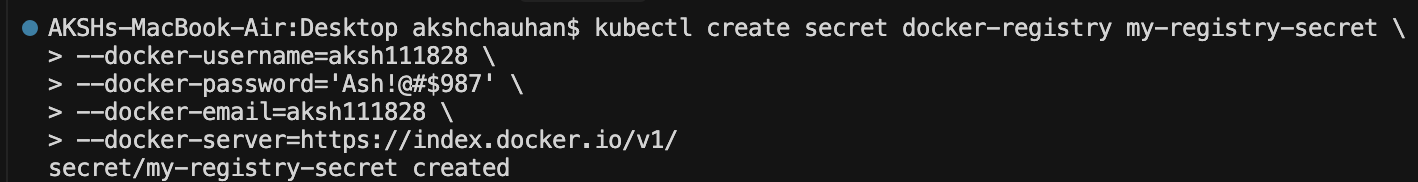 AKSHs-MacBook-Air:Desktop akshchauhan$ kubectl create secret docker-registry my-registry-secret \
> --docker-username=aksh111828 \
> --docker-password='Ash!@#$987' \
> --docker-email=aksh111828 \
> --docker-server=https://index.docker.io/v1/
secret/my-registry-secret created